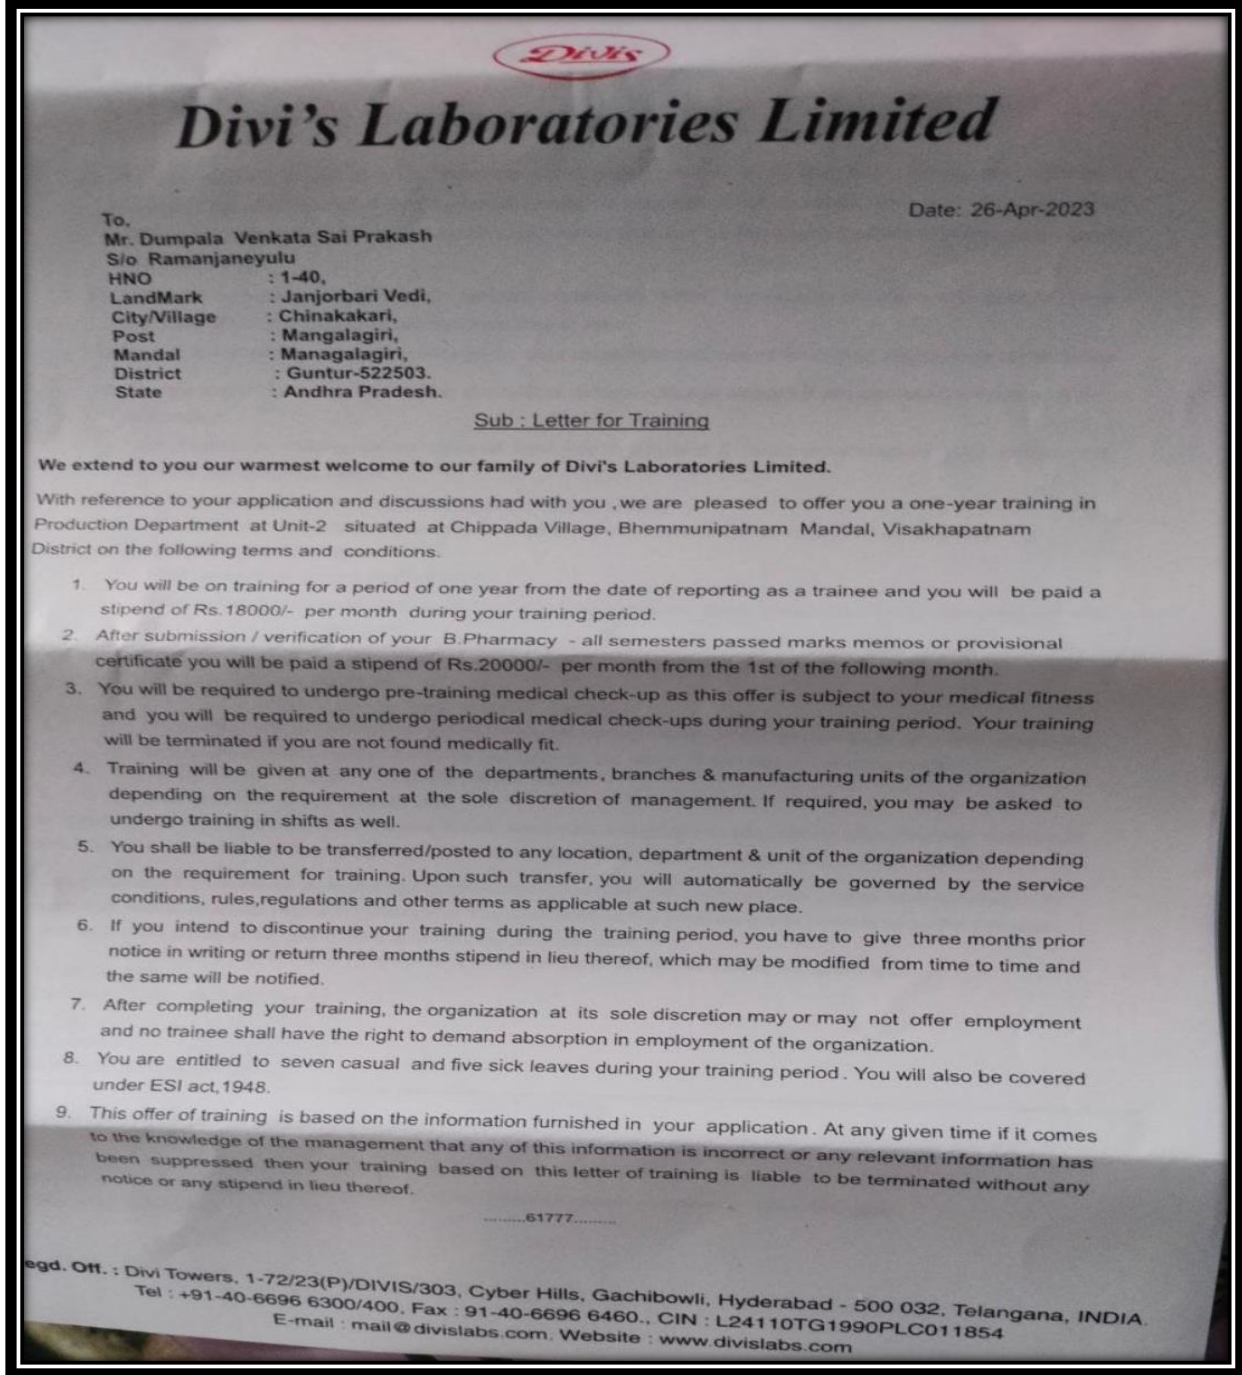 Divis
Divi's Laboratories Limited
Date: 26-Apr-2023
To,
Mr. Dumpala Venkata Sai Prakash
S/o Ramanjaneyulu
HNO : 1-40,
LandMark : Janjorbari Vedi,
City/Village : Chinakakari,
Post : Mangalagiri,
Mandal : Managalagiri,
District : Guntur-522503.
State : Andhra Pradesh.
Sub : Letter for Training
We extend to you our warmest welcome to our family of Divi's Laboratories Limited.
With reference to your application and discussions had with you ,we are pleased to offer you a one-year training in
Production Department at Unit-2 situated at Chippada Village, Bhemmunipatnam Mandal, Visakhapatnam
District on the following terms and conditions.
1. You will be on training for a period of one year from the date of reporting as a trainee and you will be paid a
stipend of Rs.18000/- per month during your training period.
2. After submission / verification of your B.Pharmacy - all semesters passed marks memos or provisional
certificate you will be paid a stipend of Rs.20000/- per month from the 1st of the following month.
3. You will be required to undergo pre-training medical check-up as this offer is subject to your medical fitness
and you will be required to undergo periodical medical check-ups during your training period. Your training
will be terminated if you are not found medically fit.
4. Training will be given at any one of the departments, branches & manufacturing units of the organization
depending on the requirement at the sole discretion of management. If required, you may be asked to
undergo training in shifts as well.
5. You shall be liable to be transferred/posted to any location, department & unit of the organization depending
on the requirement for training. Upon such transfer, you will automatically be governed by the service
conditions, rules,regulations and other terms as applicable at such new place.
6. If you intend to discontinue your training during the training period, you have to give three months prior
notice in writing or return three months stipend in lieu thereof, which may be modified from time to time and
the same will be notified.
7. After completing your training, the organization at its sole discretion may or may not offer employment
and no trainee shall have the right to demand absorption in employment of the organization.
8. You are entitled to seven casual and five sick leaves during your training period. You will also be covered
under ESI act,1948.
9. This offer of training is based on the information furnished in your application. At any given time if it comes
to the knowledge of the management that any of this information is incorrect or any relevant information has
been suppressed then your training based on this letter of training is liable to be terminated without any
notice or any stipend in lieu thereof.
.........61777.........
egd. Off. : Divi Towers, 1-72/23(P)/DIVIS/303, Cyber Hills, Gachibowli, Hyderabad - 500 032, Telangana, INDIA.
Tel : +91-40-6696 6300/400, Fax : 91-40-6696 6460., CIN : L24110TG1990PLC011854
E-mail : mail@divislabs.com, Website : www.divislabs.com